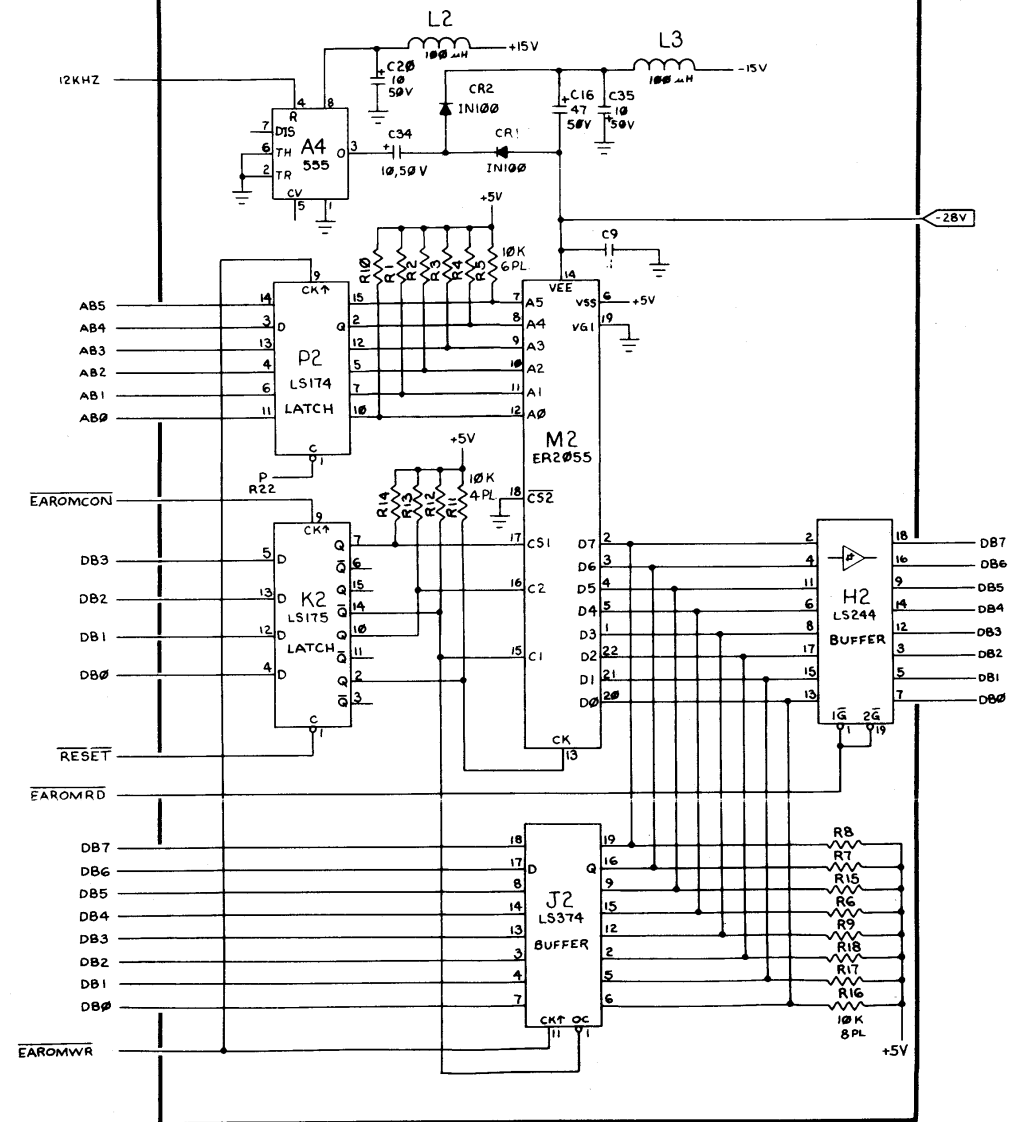 L2
100 µH
+15V
L3
100 µH
-15V
12KHZ
+ C20
10
50V
CR2
IN100
+ C16
47
50V
C35
10
+ 50V
4
8
R
7
DIS
6
TH
2
TR
A4
555
O
3
CV
5
1
+ C34
10,50V
CR1
IN100
-28V
+5V
10K
6PL
R10
R1
R2
R3
R4
R5
C9
.1
14
VEE
9
CK↑
AB5
14
15
7
A5
VSS
6
+5V
AB4
3
D
Q
2
8
A4
VG1
19
AB3
13
12
9
A3
AB2
4
5
10
A2
AB1
6
7
11
A1
ABØ
11
10
12
AØ
P2
LS174
LATCH
C
1
P
R22
M2
ER2055
+5V
10K
4PL
R14
R13
R12
R11
18
CS2
EAROMCON
9
CK↑
DB3
5
D
Q
7
17
CS1
Q
6
DB2
13
D
Q
15
16
C2
Q
14
DB1
12
D
Q
10
Q
11
15
C1
DBØ
4
D
Q
2
Q
3
K2
LS175
LATCH
C
1
RESET
CK
13
D7
2
2
18
DB7
D6
3
4
16
DB6
D5
4
11
9
DB5
D4
5
6
14
DB4
D3
1
8
12
DB3
D2
22
17
3
DB2
D1
21
15
5
DB1
DØ
20
13
7
DBØ
H2
LS244
BUFFER
1G
2G
1
19
EAROMRD
DB7
18
19
R8
DB6
17
D
Q
16
R7
DB5
8
9
R15
DB4
14
15
R6
DB3
13
12
R9
DB2
3
2
R18
DB1
4
5
R17
DBØ
7
6
R16
J2
LS374
BUFFER
10K
8PL
+5V
CK↑
OC
11
1
EAROMWR